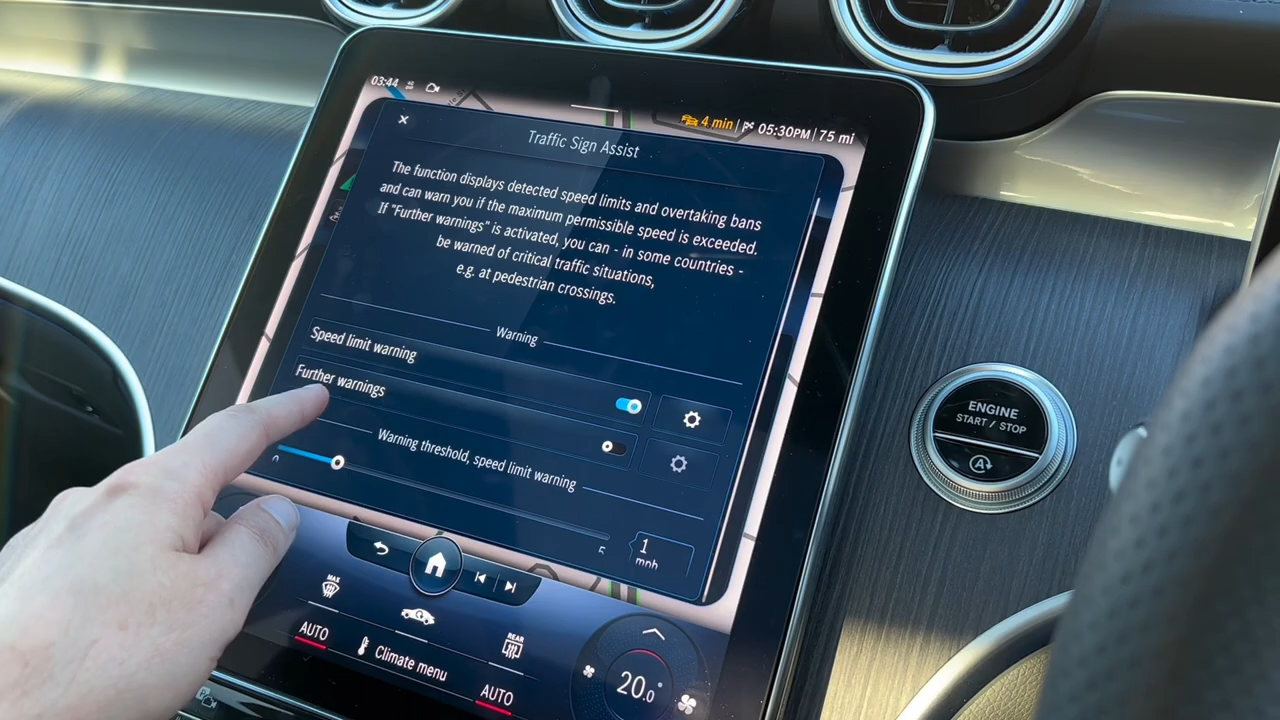 03:44
4 min | 05:30PM | 75 mi
Traffic Sign Assist
The function displays detected speed limits and overtaking bans
and can warn you if the maximum permissible speed is exceeded.
If "Further warnings" is activated, you can - in some countries -
be warned of critical traffic situations,
e.g. at pedestrian crossings.
Warning
Speed limit warning
Further warnings
Warning threshold, speed limit warning
0
5
1
mph
MAX
REAR
AUTO
Climate menu
AUTO
20.0
ENGINE
START / STOP
A